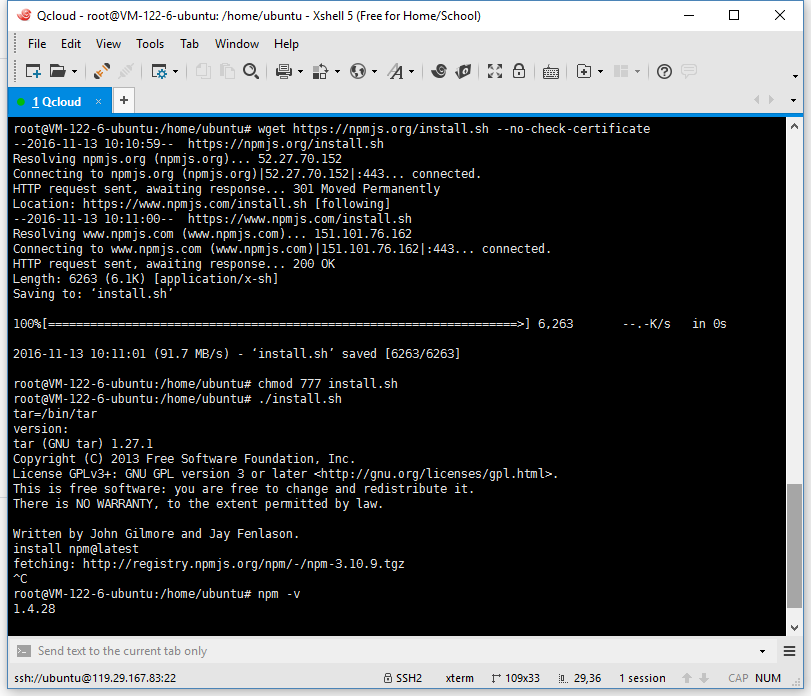 Qcloud - root@VM-122-6-ubuntu: /home/ubuntu - Xshell 5 (Free for Home/School)
File Edit View Tools Tab Window Help
1 Qcloud × +
root@VM-122-6-ubuntu:/home/ubuntu# wget https://npmjs.org/install.sh --no-check-certificate
--2016-11-13 10:10:59--  https://npmjs.org/install.sh
Resolving npmjs.org (npmjs.org)... 52.27.70.152
Connecting to npmjs.org (npmjs.org)|52.27.70.152|:443... connected.
HTTP request sent, awaiting response... 301 Moved Permanently
Location: https://www.npmjs.com/install.sh [following]
--2016-11-13 10:11:00--  https://www.npmjs.com/install.sh
Resolving www.npmjs.com (www.npmjs.com)... 151.101.76.162
Connecting to www.npmjs.com (www.npmjs.com)|151.101.76.162|:443... connected.
HTTP request sent, awaiting response... 200 OK
Length: 6263 (6.1K) [application/x-sh]
Saving to: ‘install.sh’
100%[===================================================================>] 6,263       --.-K/s   in 0s
2016-11-13 10:11:01 (91.7 MB/s) - ‘install.sh’ saved [6263/6263]
root@VM-122-6-ubuntu:/home/ubuntu# chmod 777 install.sh
root@VM-122-6-ubuntu:/home/ubuntu# ./install.sh
tar=/bin/tar
version:
tar (GNU tar) 1.27.1
Copyright (C) 2013 Free Software Foundation, Inc.
License GPLv3+: GNU GPL version 3 or later <http://gnu.org/licenses/gpl.html>.
This is free software: you are free to change and redistribute it.
There is NO WARRANTY, to the extent permitted by law.
Written by John Gilmore and Jay Fenlason.
install npm@latest
fetching: http://registry.npmjs.org/npm/-/npm-3.10.9.tgz
^C
root@VM-122-6-ubuntu:/home/ubuntu# npm -v
1.4.28
Send text to the current tab only
ssh://ubuntu@119.29.167.83:22 SSH2 xterm 109x33 29,36 1 session CAP NUM